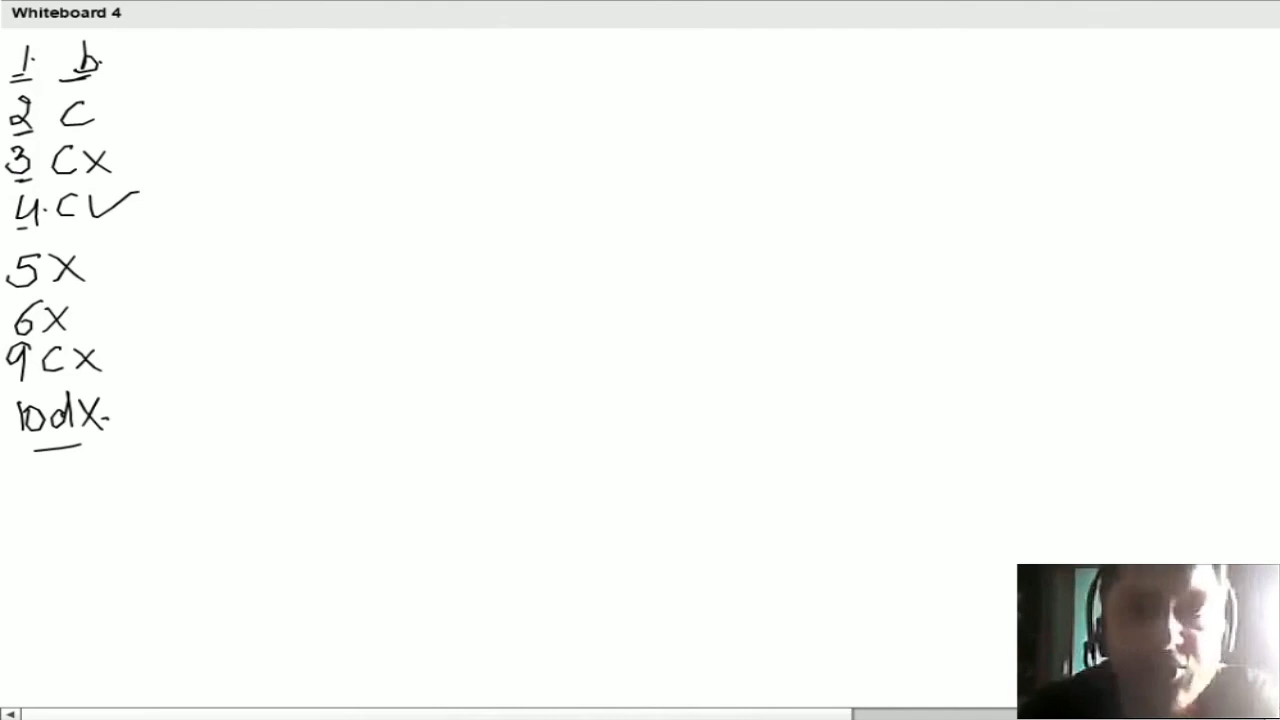 Whiteboard 4
1. b.
2 C
3 C X
4. C ✓
5 X
6 X
9 C X
10 d X.